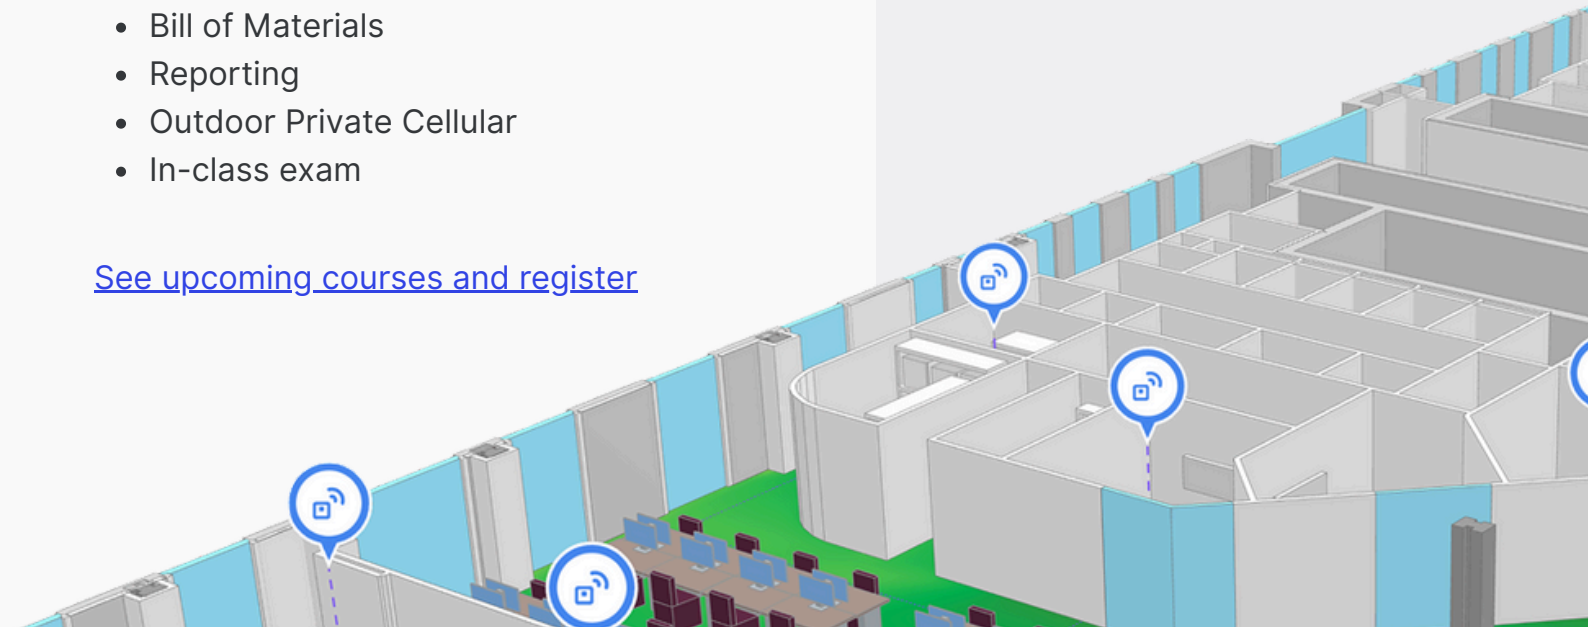 Bill of Materials
Reporting
Outdoor Private Cellular
In-class exam
See upcoming courses and register